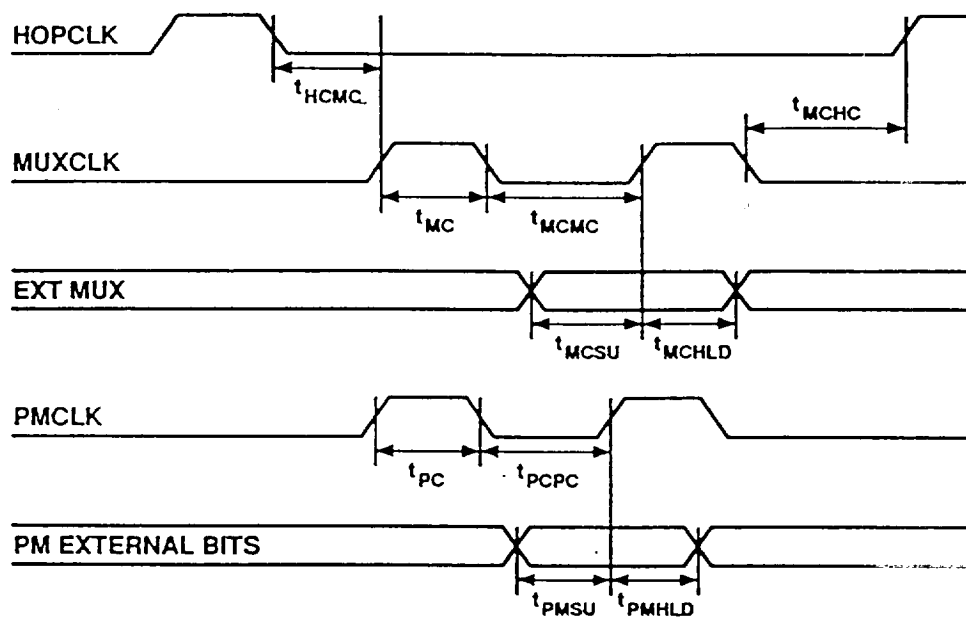 HOPCLK
tHCMC
tMCHC
MUXCLK
tMC
tMCMC
EXT MUX
tMCSU
tMCHLD
PMCLK
tPC
tPCPC
PM EXTERNAL BITS
tPMSU
tPMHLD